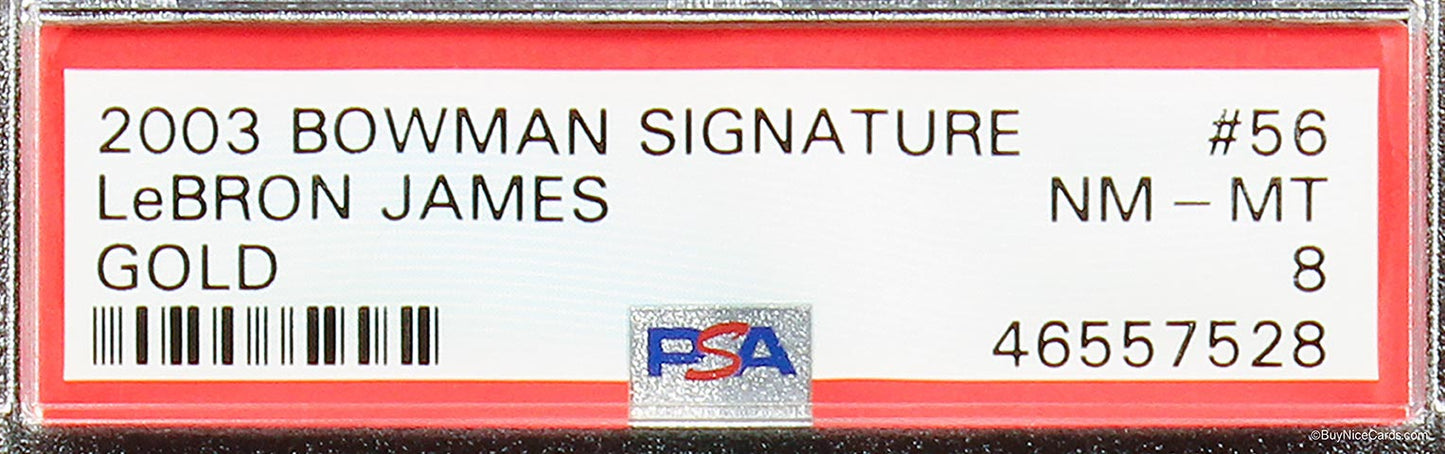 2003 BOWMAN SIGNATURE #56
LeBRON JAMES NM - MT
GOLD 8
PSA 46557528
©BuyNiceCards.com